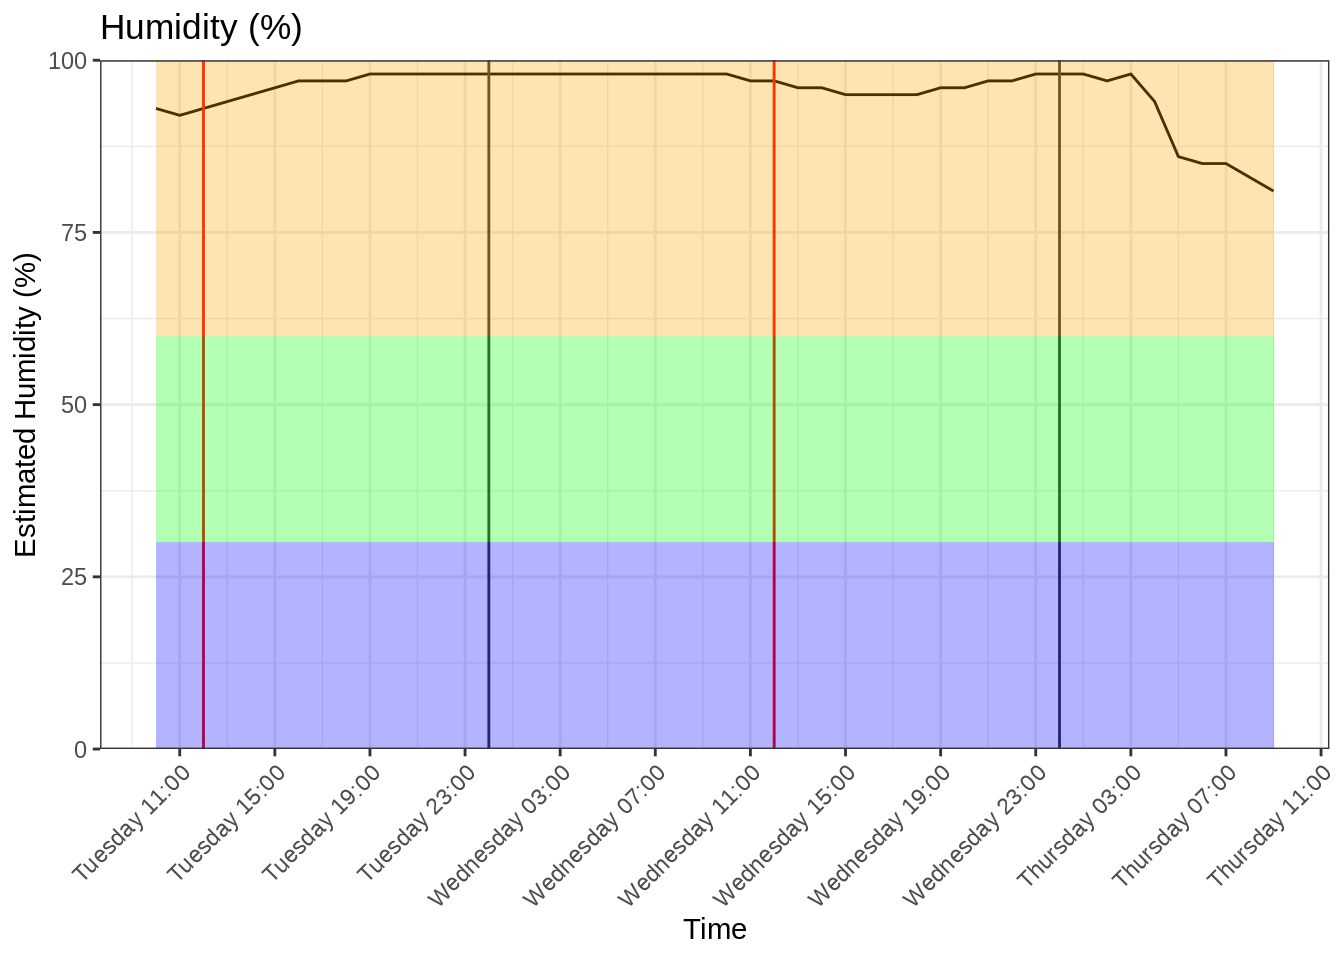 Humidity (%)
Estimated Humidity (%)
100
75
50
25
0
Tuesday 11:00
Tuesday 15:00
Tuesday 19:00
Tuesday 23:00
Wednesday 03:00
Wednesday 07:00
Wednesday 11:00
Wednesday 15:00
Wednesday 19:00
Wednesday 23:00
Thursday 03:00
Thursday 07:00
Thursday 11:00
Time